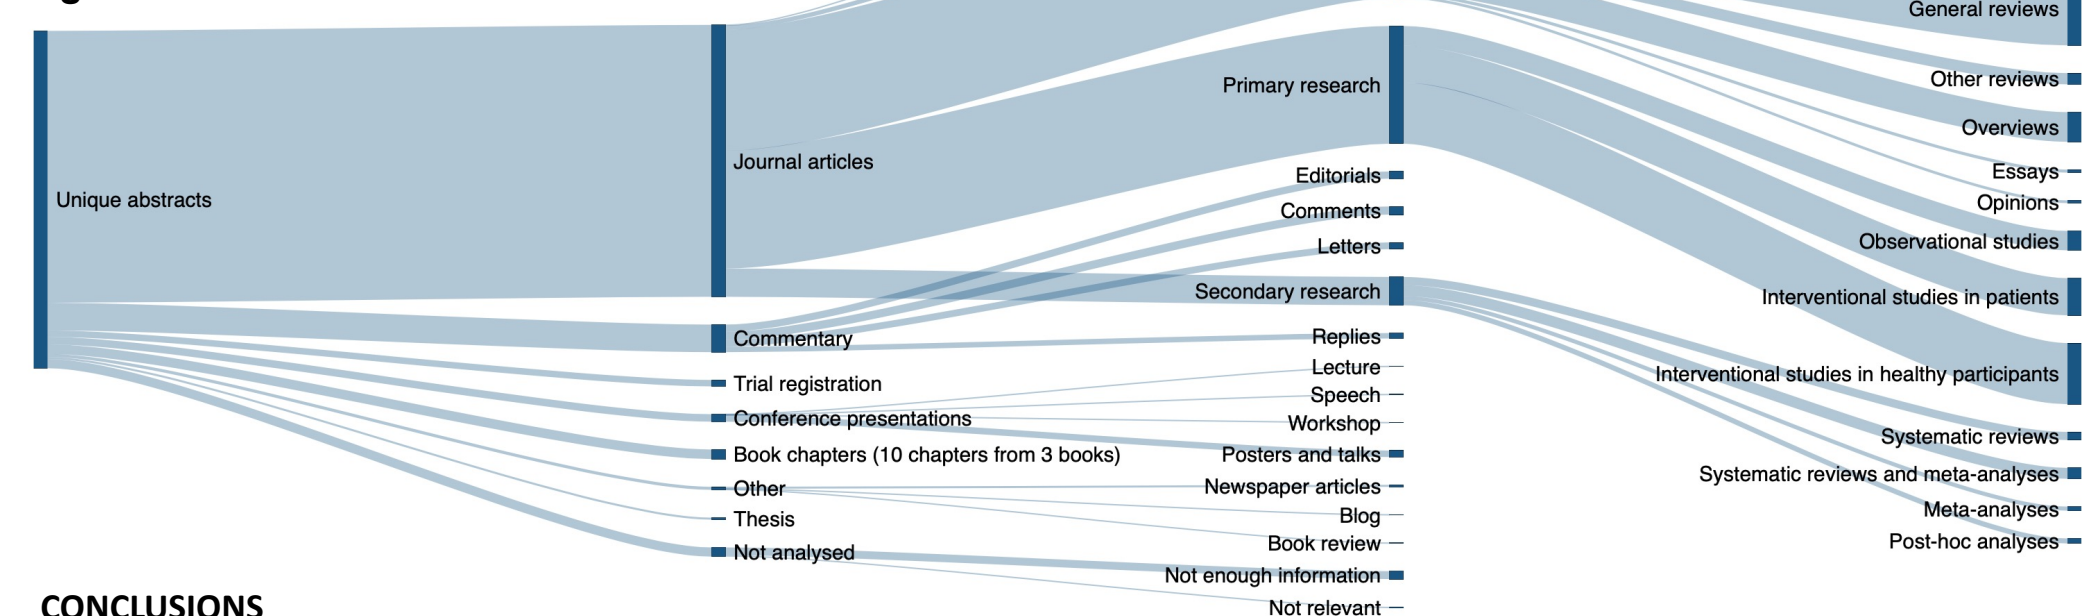 General reviews
Primary research
Other reviews
Overviews
Journal articles
Essays
Editorials
Unique abstracts
Opinions
Comments
Observational studies
Letters
Secondary research
Interventional studies in patients
Commentary
Replies
Lecture
Interventional studies in healthy participants
Trial registration
Speech
Conference presentations
Workshop
Systematic reviews
Book chapters (10 chapters from 3 books)
Posters and talks
Systematic reviews and meta-analyses
Other
Newspaper articles
Meta-analyses
Thesis
Blog
Book review
Post-hoc analyses
Not analysed
Not enough information
Not relevant
CONCLUSIONS